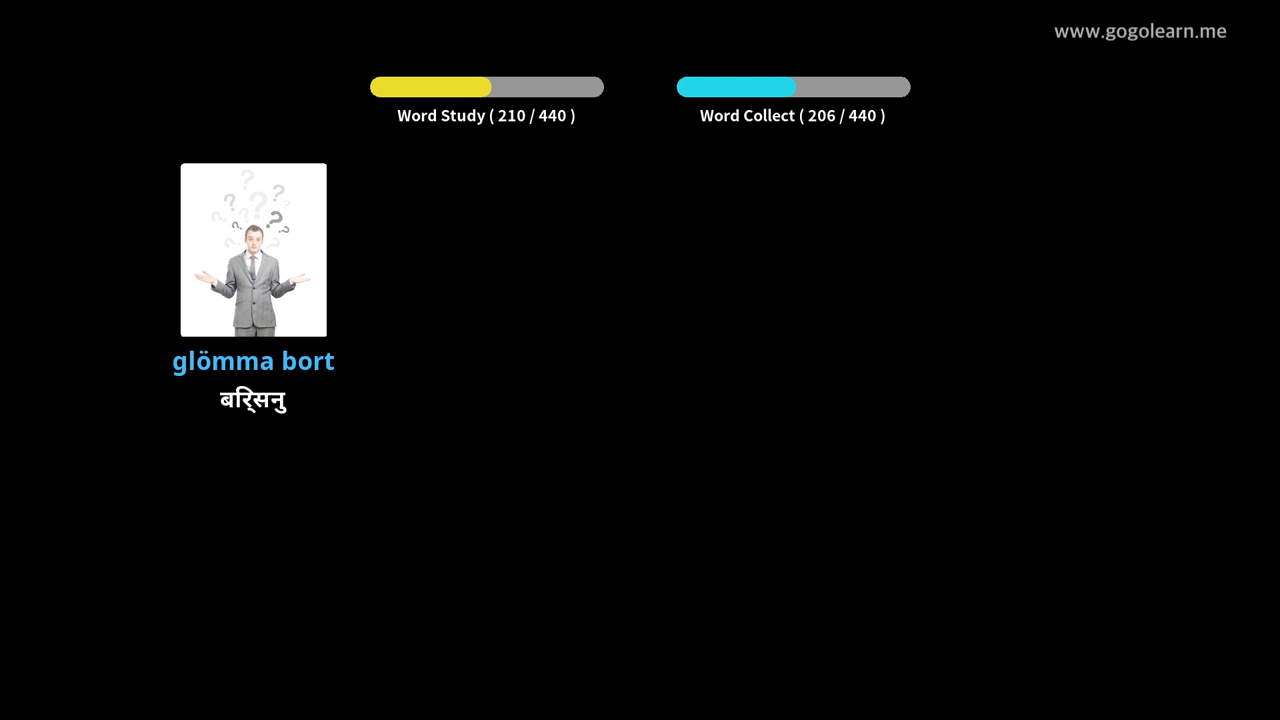 www.gogolearn.me
Word Study ( 210 / 440 )
Word Collect ( 206 / 440 )
glömma bort
बिर्सनु